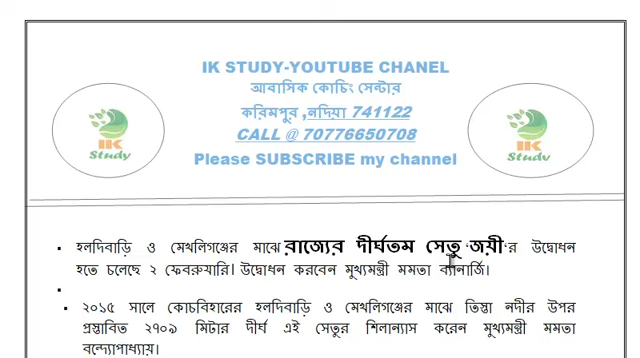 IK STUDY-YOUTUBE CHANEL
আবাসিক কোচিং সেন্টার
করিমপুর ,নদিয়া 741122
CALL @ 70776650708
Please SUBSCRIBE my channel
IK
Study
IK
Study
হলদিবাড়ি ও মেখলিগঞ্জের মাঝে রাজ্যের দীর্ঘতম সেতু 'জয়ী'র উদ্বোধন
হতে চলেছে ২ ফেবরুযারি। উদ্বোধন করবেন মুখ্যমন্ত্রী মমতা ব্যানার্জি।
২০১৫ সালে কোচবিহারের হলদিবাড়ি ও মেখলিগঞ্জের মাঝে তিস্তা নদীর উপর
প্রস্তাবিত ২৭০৯ মিটার দীর্ঘ এই সেতুর শিলান্যাস করেন মুখ্যমন্ত্রী মমতা
বন্দ্যোপাধ্যায়।